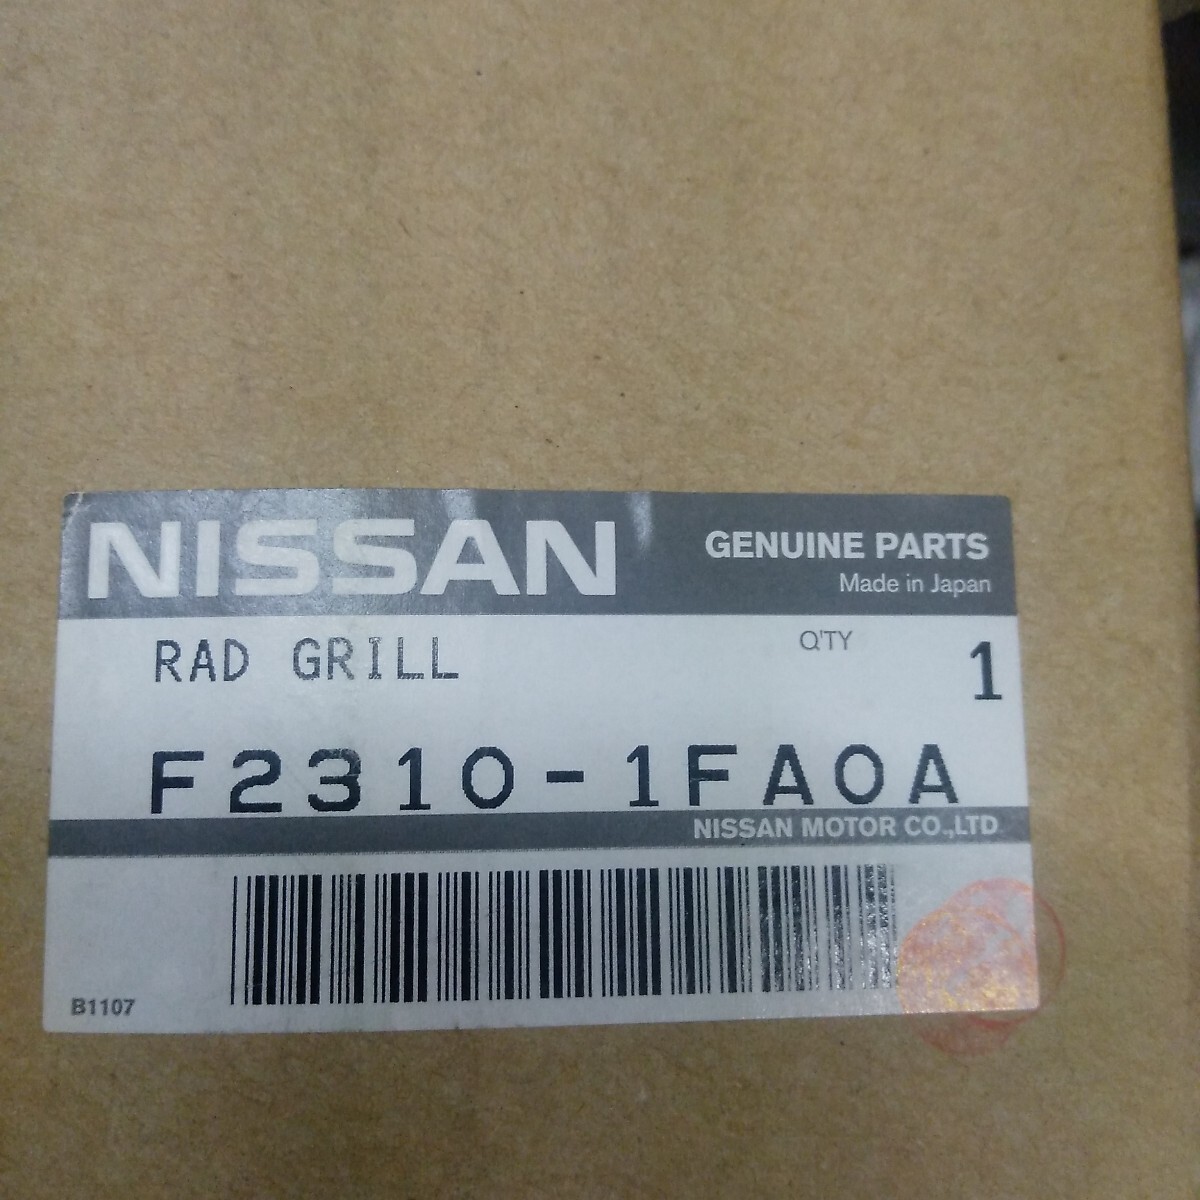 NISSAN
GENUINE PARTS
Made in Japan
RAD GRILL
Q'TY
1
F2310-1FA0A
NISSAN MOTOR CO.,LTD
B1107